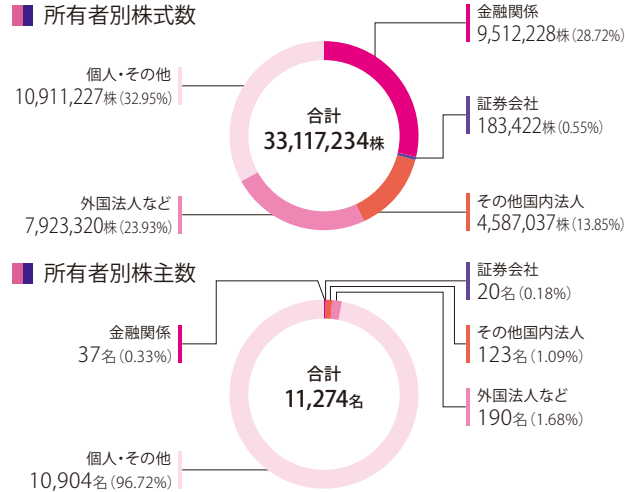 所有者別株式数
金融関係
9,512,228株(28.72%)
個人・その他
10,911,227株(32.95%)
証券会社
183,422株(0.55%)
合計
33,117,234株
外国法人など
7,923,320株(23.93%)
その他国内法人
4,587,037株(13.85%)
所有者別株主数
証券会社
20名(0.18%)
金融関係
37名(0.33%)
その他国内法人
123名(1.09%)
合計
11,274名
外国法人など
190名(1.68%)
個人・その他
10,904名(96.72%)